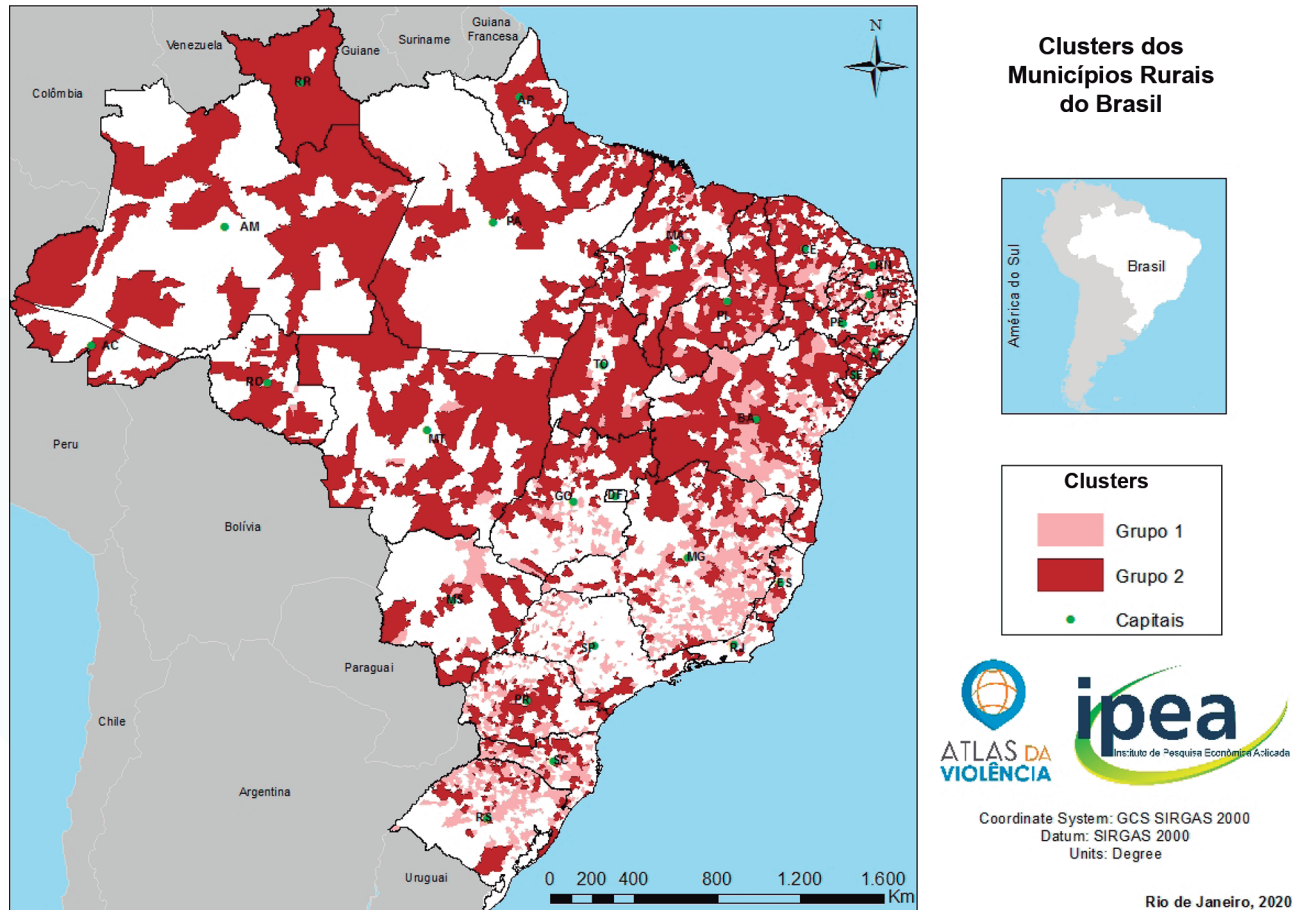 Clusters dos
Municípios Rurais
do Brasil
N
Venezuela
Guiane
Suriname
Guiana
Francesa
Colômbia
RR
AP
AM
PA
MA
CE
RN
PB
PI
PE
AL
SE
AC
TO
RO
BA
MT
Peru
GO
DF
Bolívia
MG
ES
MS
SP
RJ
Paraguai
PR
SC
Chile
Argentina
RS
Uruguai
0 200 400 800 1.200 1.600
Km
América do Sul
Brasil
Clusters
Grupo 1
Grupo 2
Capitais
ATLAS DA
VIOLÊNCIA
ipea
Instituto de Pesquisa Econômica Aplicada
Coordinate System: GCS SIRGAS 2000
Datum: SIRGAS 2000
Units: Degree
Rio de Janeiro, 2020